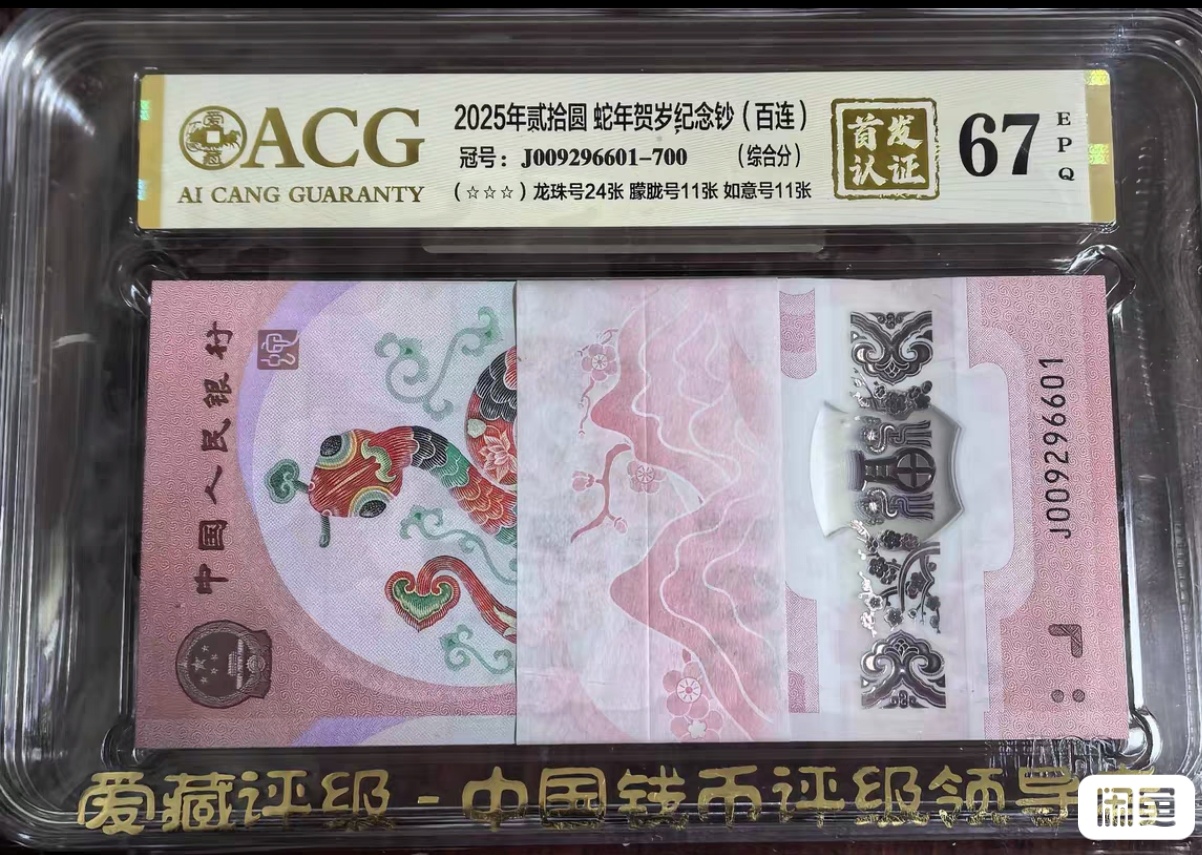 ACG
AI CANG GUARANTY
2025年贰拾圆 蛇年贺岁纪念钞（百连）
冠号：J009296601-700 （综合分）
（☆☆☆）龙珠号24张 朦胧号11张 如意号11张
首发
认证
67
EPQ
中国人民银行
J009296601
爱藏评级-中国钱币评级领导
闲鱼